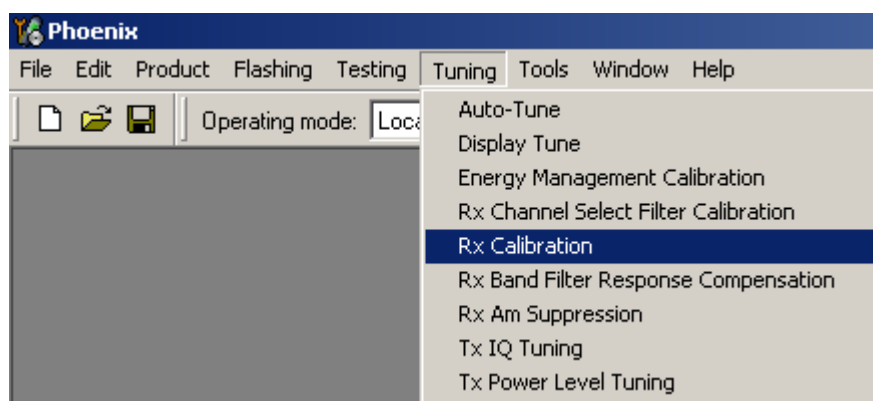 Phoenix
File Edit Product Flashing Testing Tuning Tools Window Help
Operating mode:
Auto-Tune
Display Tune
Energy Management Calibration
Rx Channel Select Filter Calibration
Rx Calibration
Rx Band Filter Response Compensation
Rx Am Suppression
Tx IQ Tuning
Tx Power Level Tuning